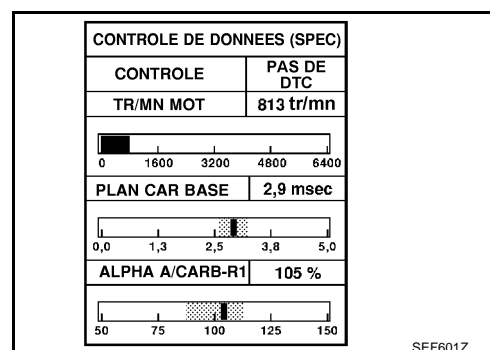 CONTROLE DE DONNEES (SPEC)
CONTROLE PAS DE DTC
TR/MN MOT 813 tr/mn
0 1600 3200 4800 6400
PLAN CAR BASE 2,9 msec
0,0 1,3 2,5 3,8 5,0
ALPHA A/CARB-R1 105 %
50 75 100 125 150
SEF601Z